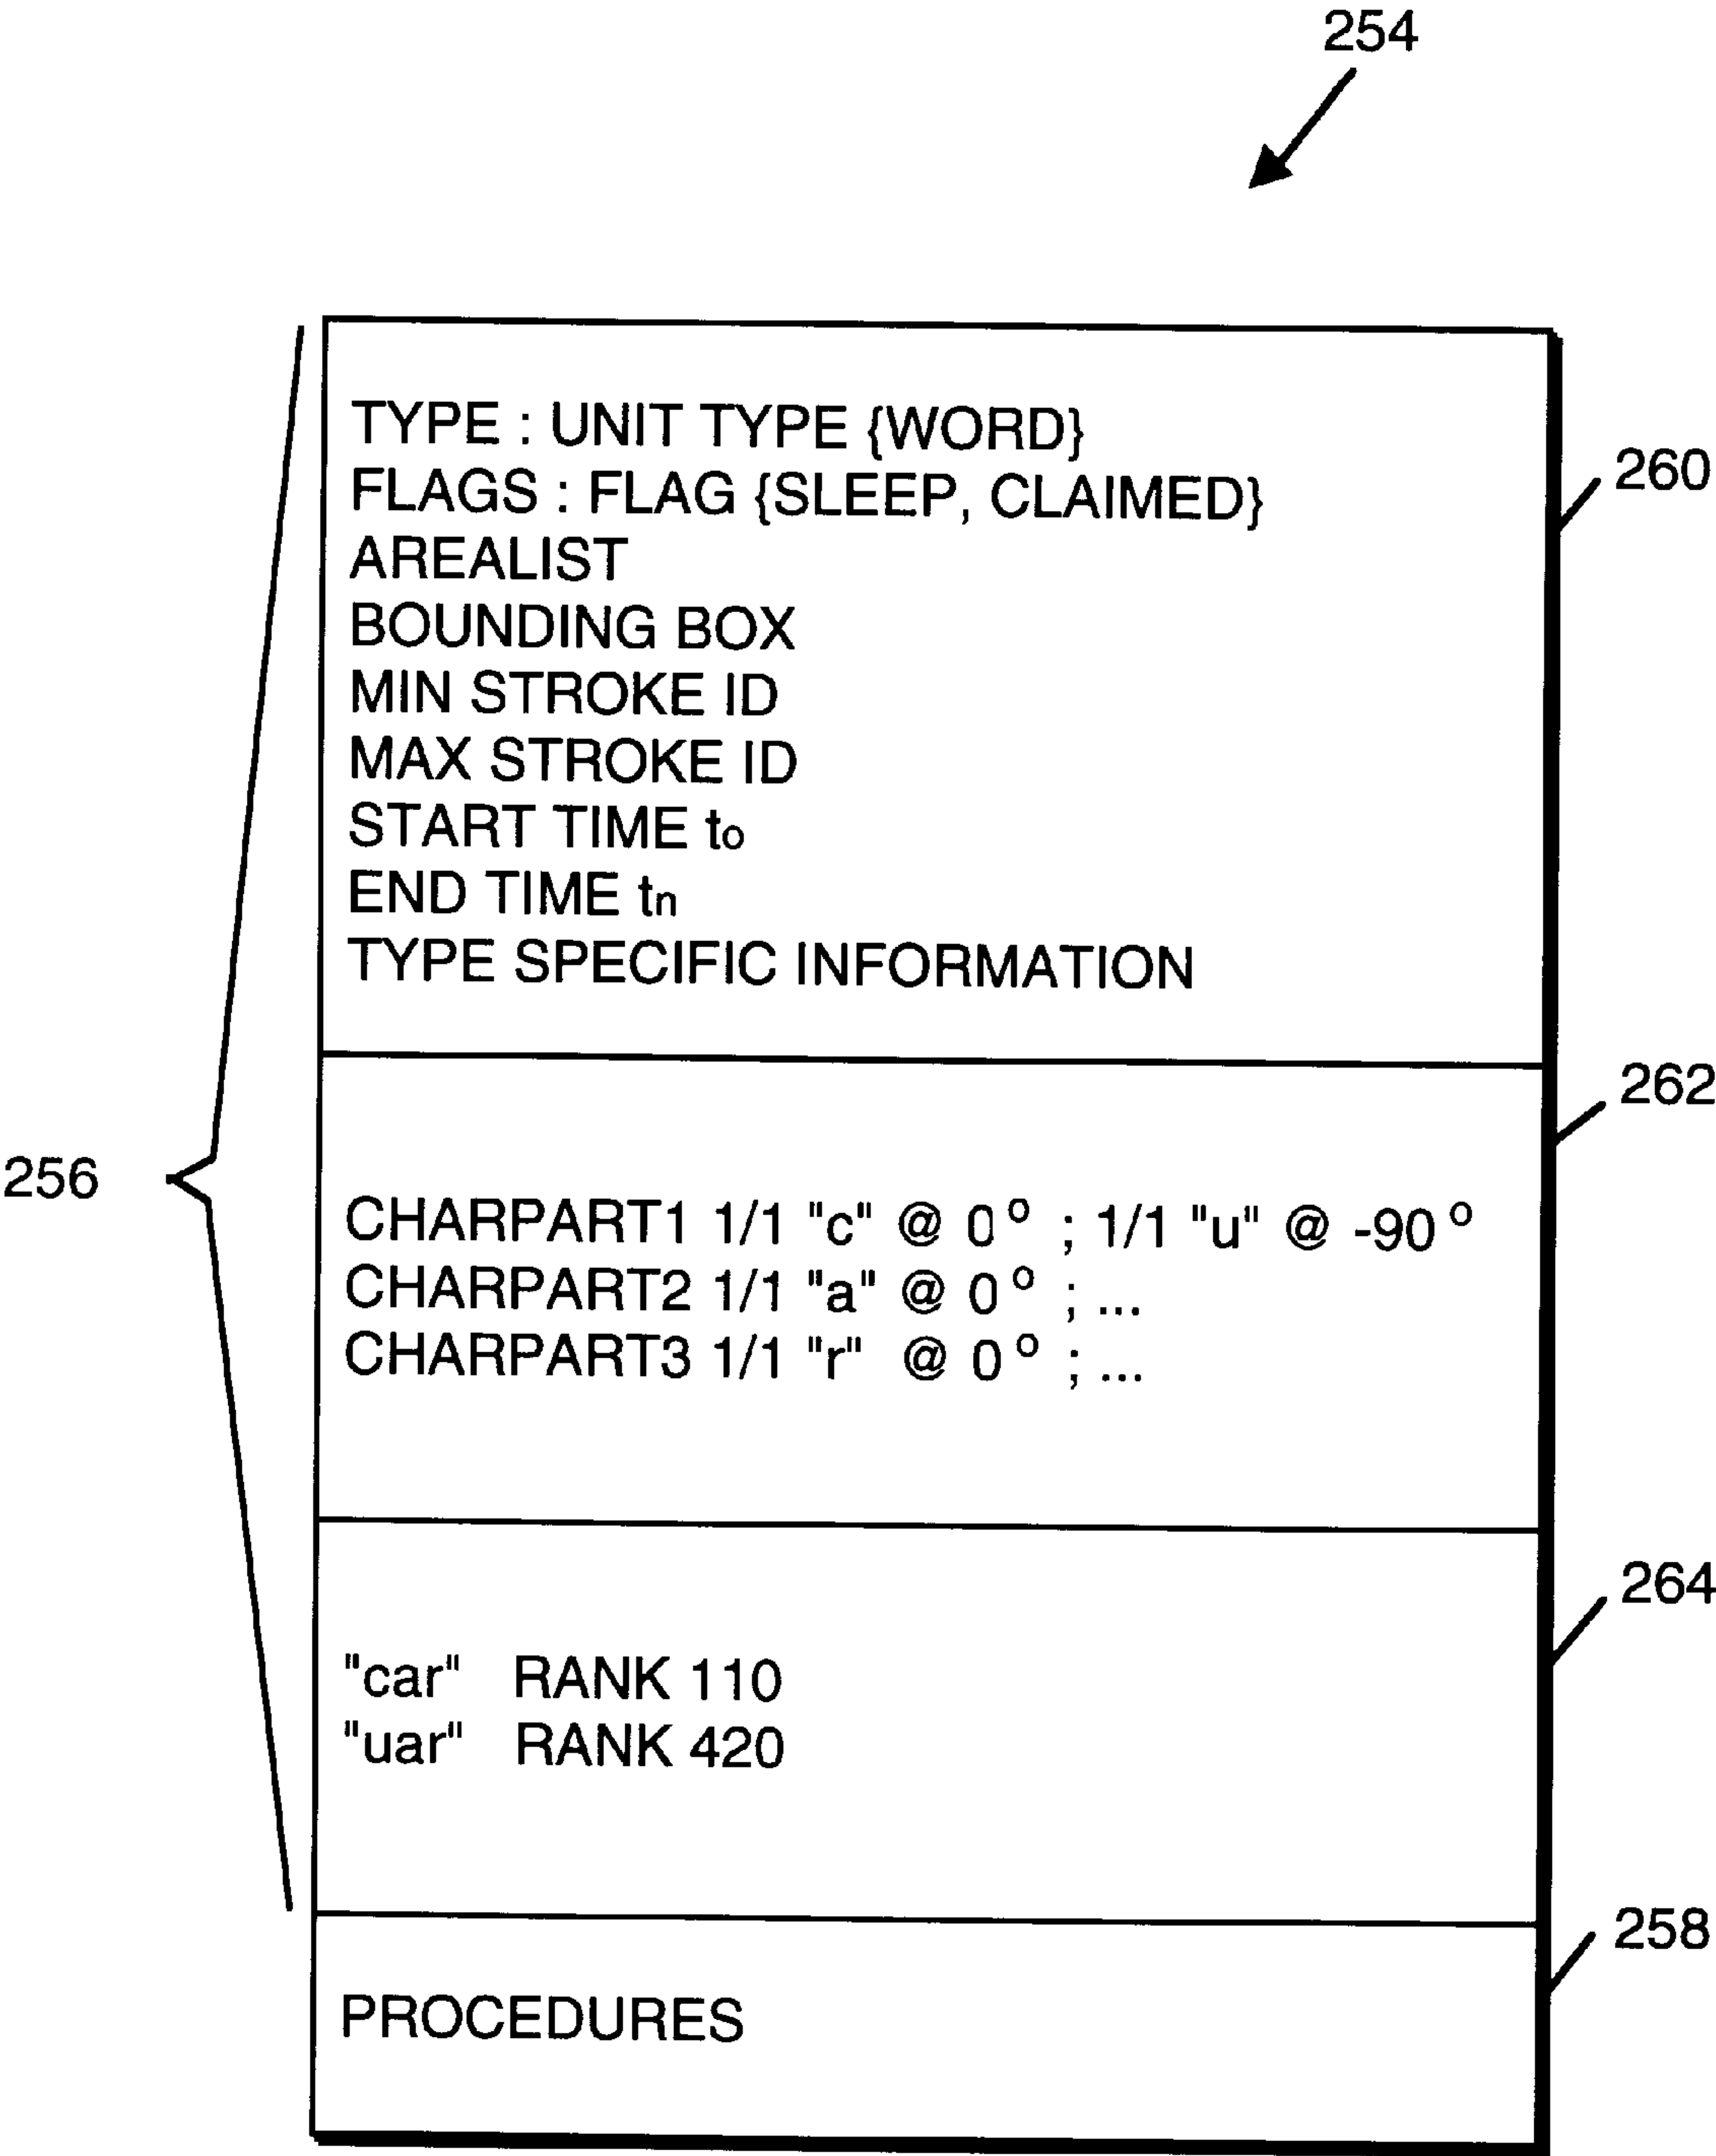 254
TYPE : UNIT TYPE {WORD}
FLAGS : FLAG {SLEEP, CLAIMED}
260
AREALIST
BOUNDING BOX
MIN STROKE ID
MAX STROKE ID
START TIME to
END TIME tn
TYPE SPECIFIC INFORMATION
262
256
CHARPART1 1/1 "c" @ 0° ; 1/1 "u" @ -90°
CHARPART2 1/1 "a" @ 0° ; ...
CHARPART3 1/1 "r" @ 0° ; ...
264
"car" RANK 110
"uar" RANK 420
258
PROCEDURES